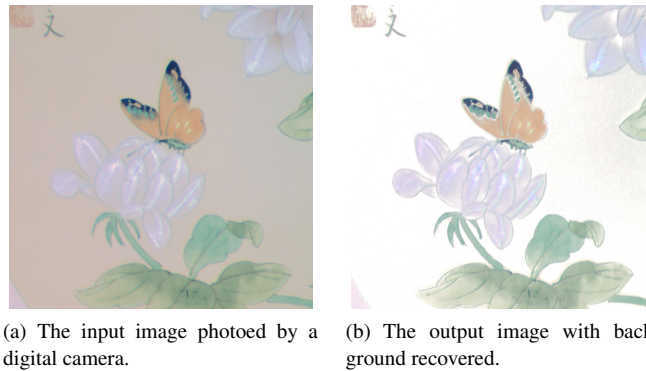 文
文
(a) The input image photoed by a
digital camera.
(b) The output image with back
ground recovered.